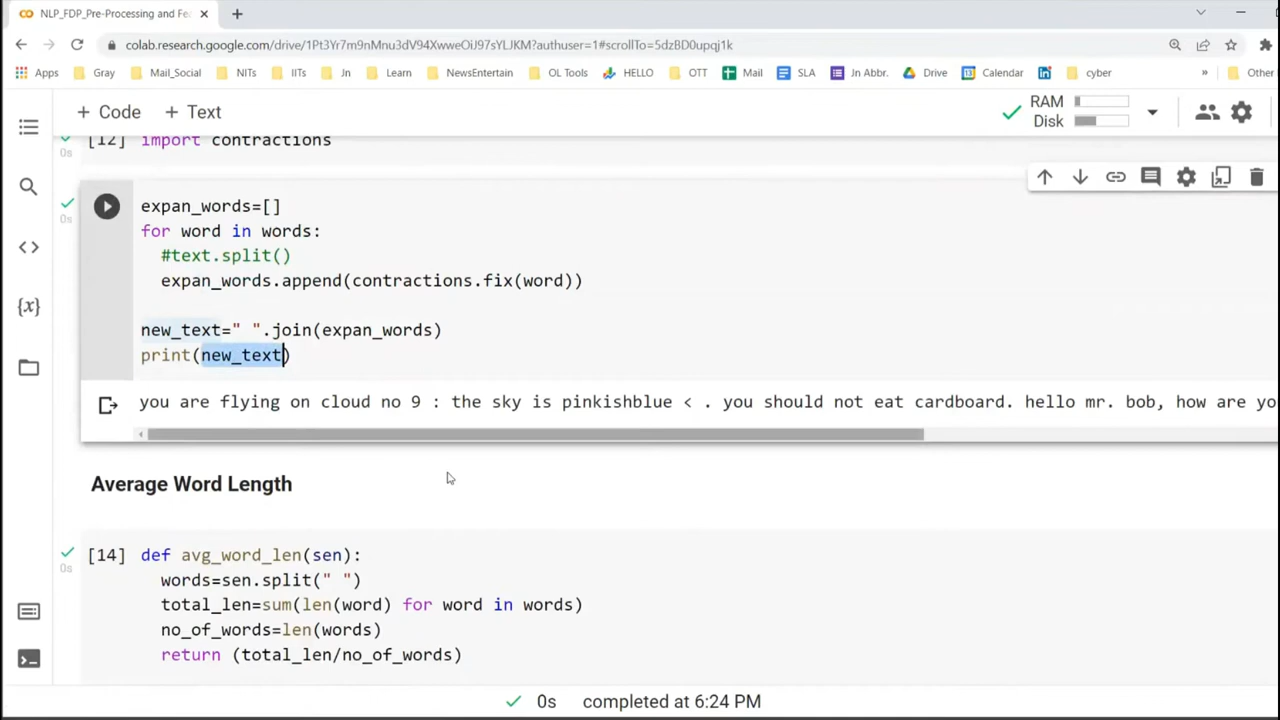 NLP_FDP_Pre-Processing and Fea
colab.research.google.com/drive/1Pt3Yr7m9nMnu3dV94XwweOiJ97sYLJKM?authuser=1#scrollTo=5dzBD0upqj1k
Apps Gray Mail_Social NITs IITs Jn Learn NewsEntertain OL Tools HELLO OTT Mail SLA Jn Abbr. Drive Calendar cyber » Other
+ Code + Text
RAM
Disk
[12] import contractions
0s
expan_words=[]
0s
for word in words:
#text.split()
expan_words.append(contractions.fix(word))
new_text=" ".join(expan_words)
print(new_text)
you are flying on cloud no 9 : the sky is pinkishblue < . you should not eat cardboard. hello mr. bob, how are yo
Average Word Length
[14] def avg_word_len(sen):
0s
words=sen.split(" ")
total_len=sum(len(word) for word in words)
no_of_words=len(words)
return (total_len/no_of_words)
0s completed at 6:24 PM